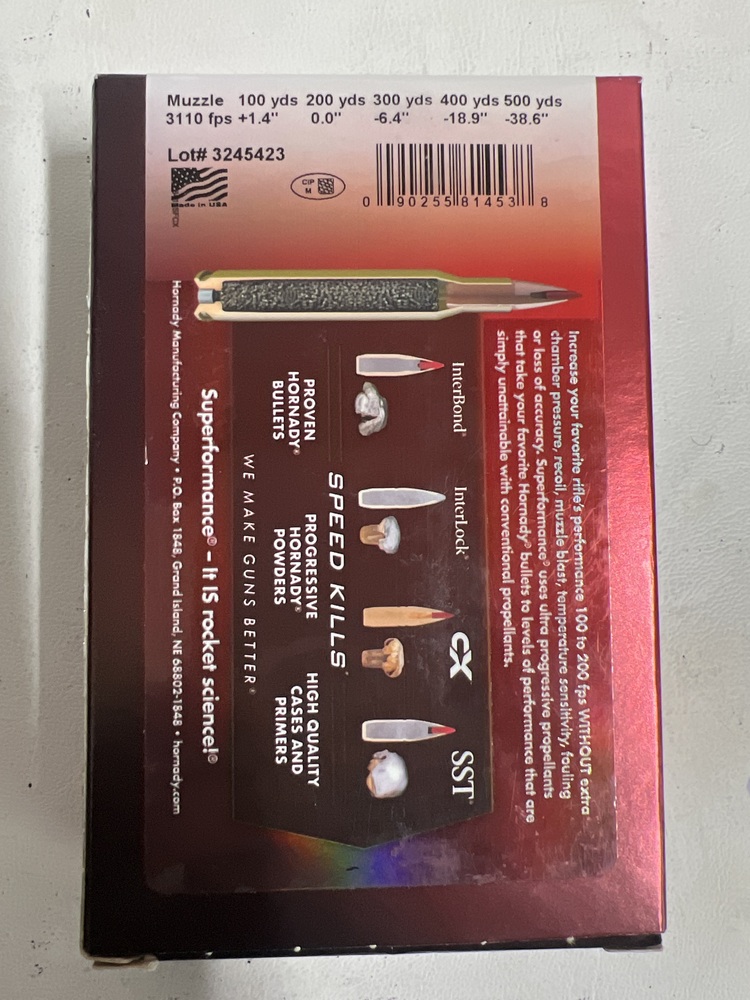 Muzzle 100 yds 200 yds 300 yds 400 yds 500 yds
3110 fps +1.4" 0.0" -6.4" -18.9" -38.6"
Lot# 3245423
Made in USA
CIP
M
0 90255 81453 8
Increase your favorite rifle's performance 100 to 200 fps WITHOUT extra
chamber pressure, recoil, muzzle blast, temperature sensitivity, fouling
or loss of accuracy. Superformance® uses ultra progressive propellants
that take your favorite Hornady® bullets to levels of performance that are
simply unattainable with conventional propellants.
InterBond®
InterLock®
CX
SST®
SPEED KILLS
PROVEN
HORNADY®
BULLETS
PROGRESSIVE
HORNADY®
POWDERS
HIGH QUALITY
CASES AND
PRIMERS
WE MAKE GUNS BETTER®
Superformance® – It IS rocket science!®
Hornady Manufacturing Company • P.O. Box 1848, Grand Island, NE 68802-1848 • hornady.com